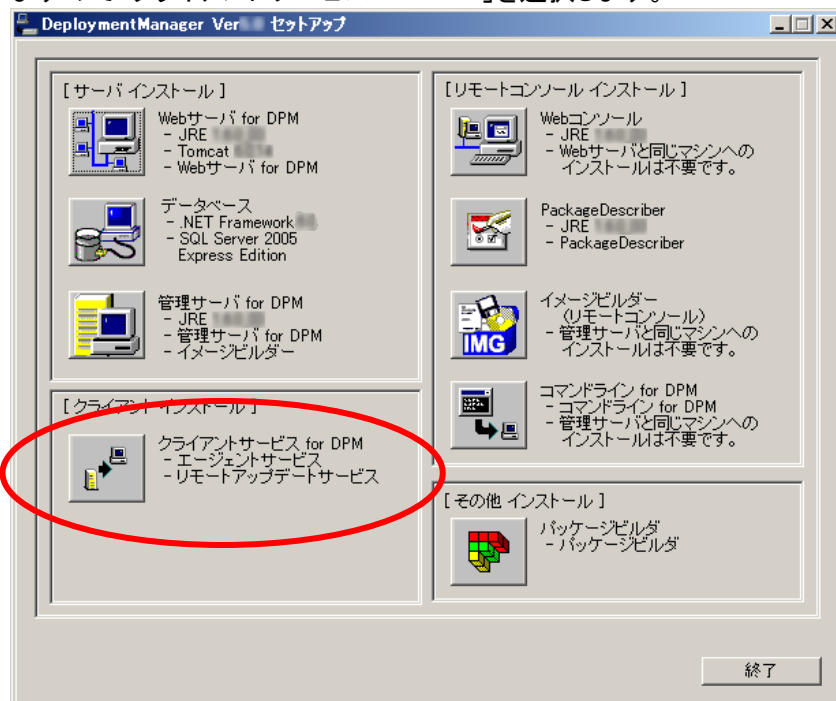 」を選択します。
DeploymentManager Ver セットアップ
[サーバ インストール]
Webサーバ for DPM
- JRE
- Tomcat
- Webサーバ for DPM
データベース
- .NET Framework
- SQL Server 2005
Express Edition
管理サーバ for DPM
- JRE
- 管理サーバ for DPM
- イメージビルダー
[クライアント インストール]
クライアントサービス for DPM
- エージェントサービス
- リモートアップデートサービス
[リモートコンソール インストール]
Webコンソール
- JRE
- Webサーバと同じマシンへの
インストールは不要です。
PackageDescriber
- JRE
- PackageDescriber
イメージビルダー
(リモートコンソール)
- 管理サーバと同じマシンへの
インストールは不要です。
IMG
コマンドライン for DPM
- コマンドライン for DPM
- 管理サーバと同じマシンへの
インストールは不要です。
[その他 インストール]
パッケージビルダ
- パッケージビルダ
終了